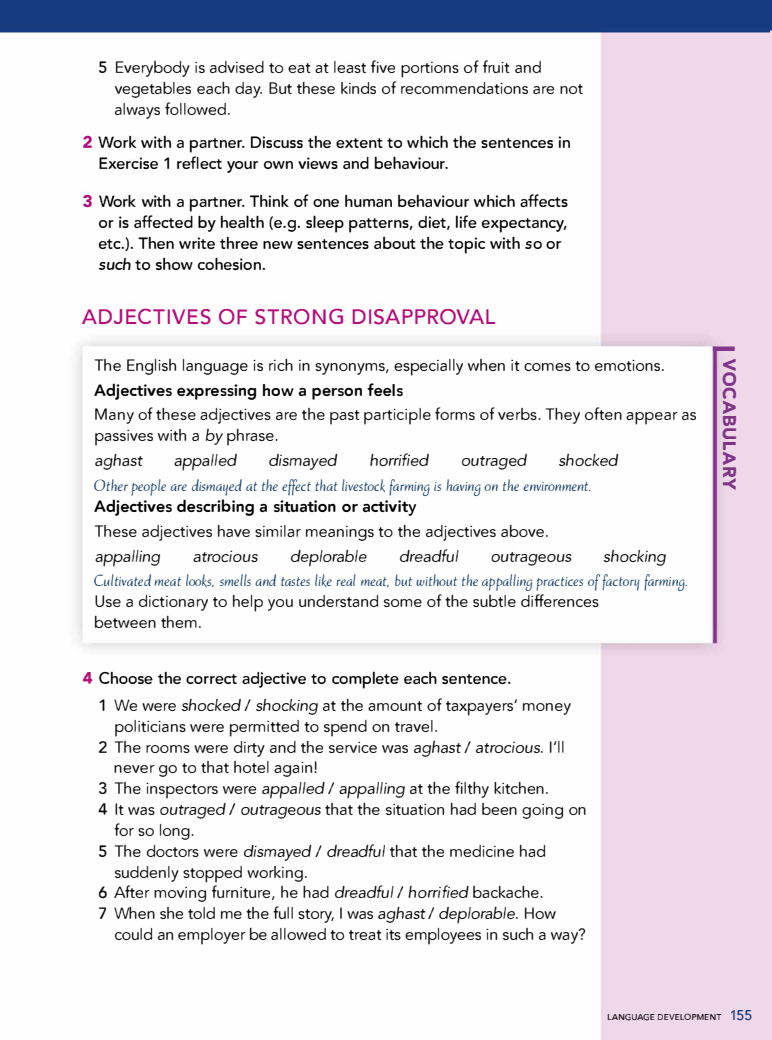 5 Everybody is advised to eat at least five portions of fruit and
vegetables each day. But these kinds of recommendations are not
always followed.
2 Work with a partner. Discuss the extent to which the sentences in
Exercise 1 reflect your own views and behaviour.
3 Work with a partner. Think of one human behaviour which affects
or is affected by health (e.g. sleep patterns, diet, life expectancy,
etc.). Then write three new sentences about the topic with so or
such to show cohesion.
ADJECTIVES OF STRONG DISAPPROVAL
The English language is rich in synonyms, especially when it comes to emotions.
Adjectives expressing how a person feels
Many of these adjectives are the past participle forms of verbs. They often appear as
passives with a by phrase.
aghast appalled dismayed horrified outraged shocked
Other people are dismayed at the effect that livestock farming is having on the environment.
Adjectives describing a situation or activity
These adjectives have similar meanings to the adjectives above.
appalling atrocious deplorable dreadful outrageous shocking
Cultivated meat looks, smells and tastes like real meat, but without the appalling practices of factory farming.
Use a dictionary to help you understand some of the subtle differences
between them.
VOCABULARY
4 Choose the correct adjective to complete each sentence.
1 We were shocked / shocking at the amount of taxpayers' money
politicians were permitted to spend on travel.
2 The rooms were dirty and the service was aghast / atrocious. I'll
never go to that hotel again!
3 The inspectors were appalled / appalling at the filthy kitchen.
4 It was outraged / outrageous that the situation had been going on
for so long.
5 The doctors were dismayed / dreadful that the medicine had
suddenly stopped working.
6 After moving furniture, he had dreadful / horrified backache.
7 When she told me the full story, I was aghast / deplorable. How
could an employer be allowed to treat its employees in such a way?
LANGUAGE DEVELOPMENT 155